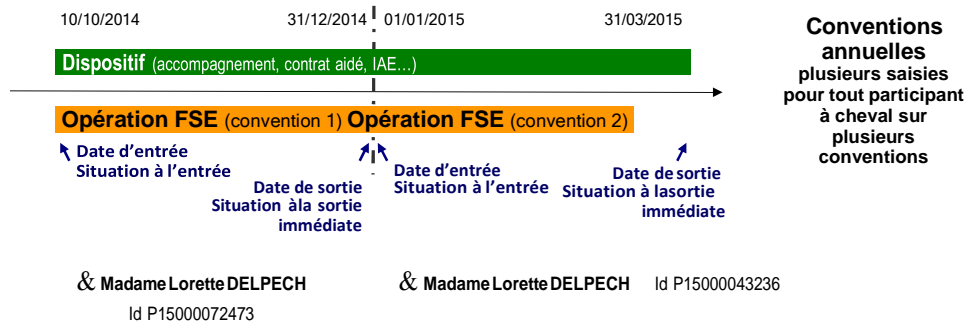 10/10/2014 31/12/2014 01/01/2015 31/03/2015
Dispositif (accompagnement, contrat aidé, IAE…)
Opération FSE (convention 1) Opération FSE (convention 2)
Date d'entrée
Situation à l'entrée
Date de sortie
Situation àla sortie
immédiate
Date d'entrée
Situation à l'entrée
Date de sortie
Situation à lasortie
immédiate
Conventions
annuelles
plusieurs saisies
pour tout participant
à cheval sur
plusieurs
conventions
& Madame Lorette DELPECH
Id P15000072473
& Madame Lorette DELPECH Id P15000043236